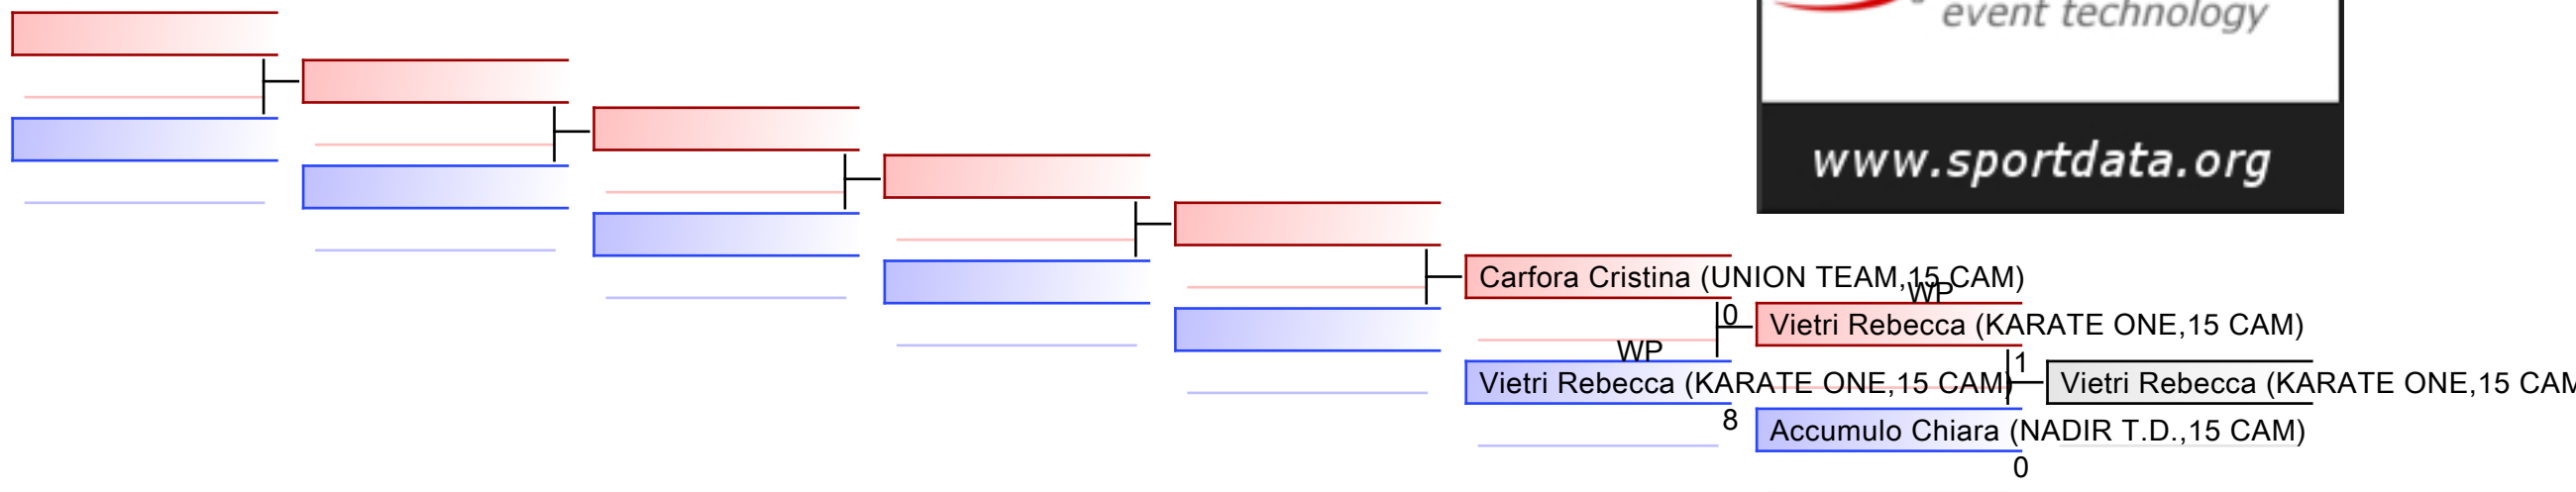 event technology
www.sportdata.org
Carfora Cristina (UNION TEAM,15 CAM)
WP
0
Vietri Rebecca (KARATE ONE,15 CAM)
WP
1
Vietri Rebecca (KARATE ONE,15 CAM)
Vietri Rebecca (KARATE ONE,15 CAM
8
Accumulo Chiara (NADIR T.D.,15 CAM)
0